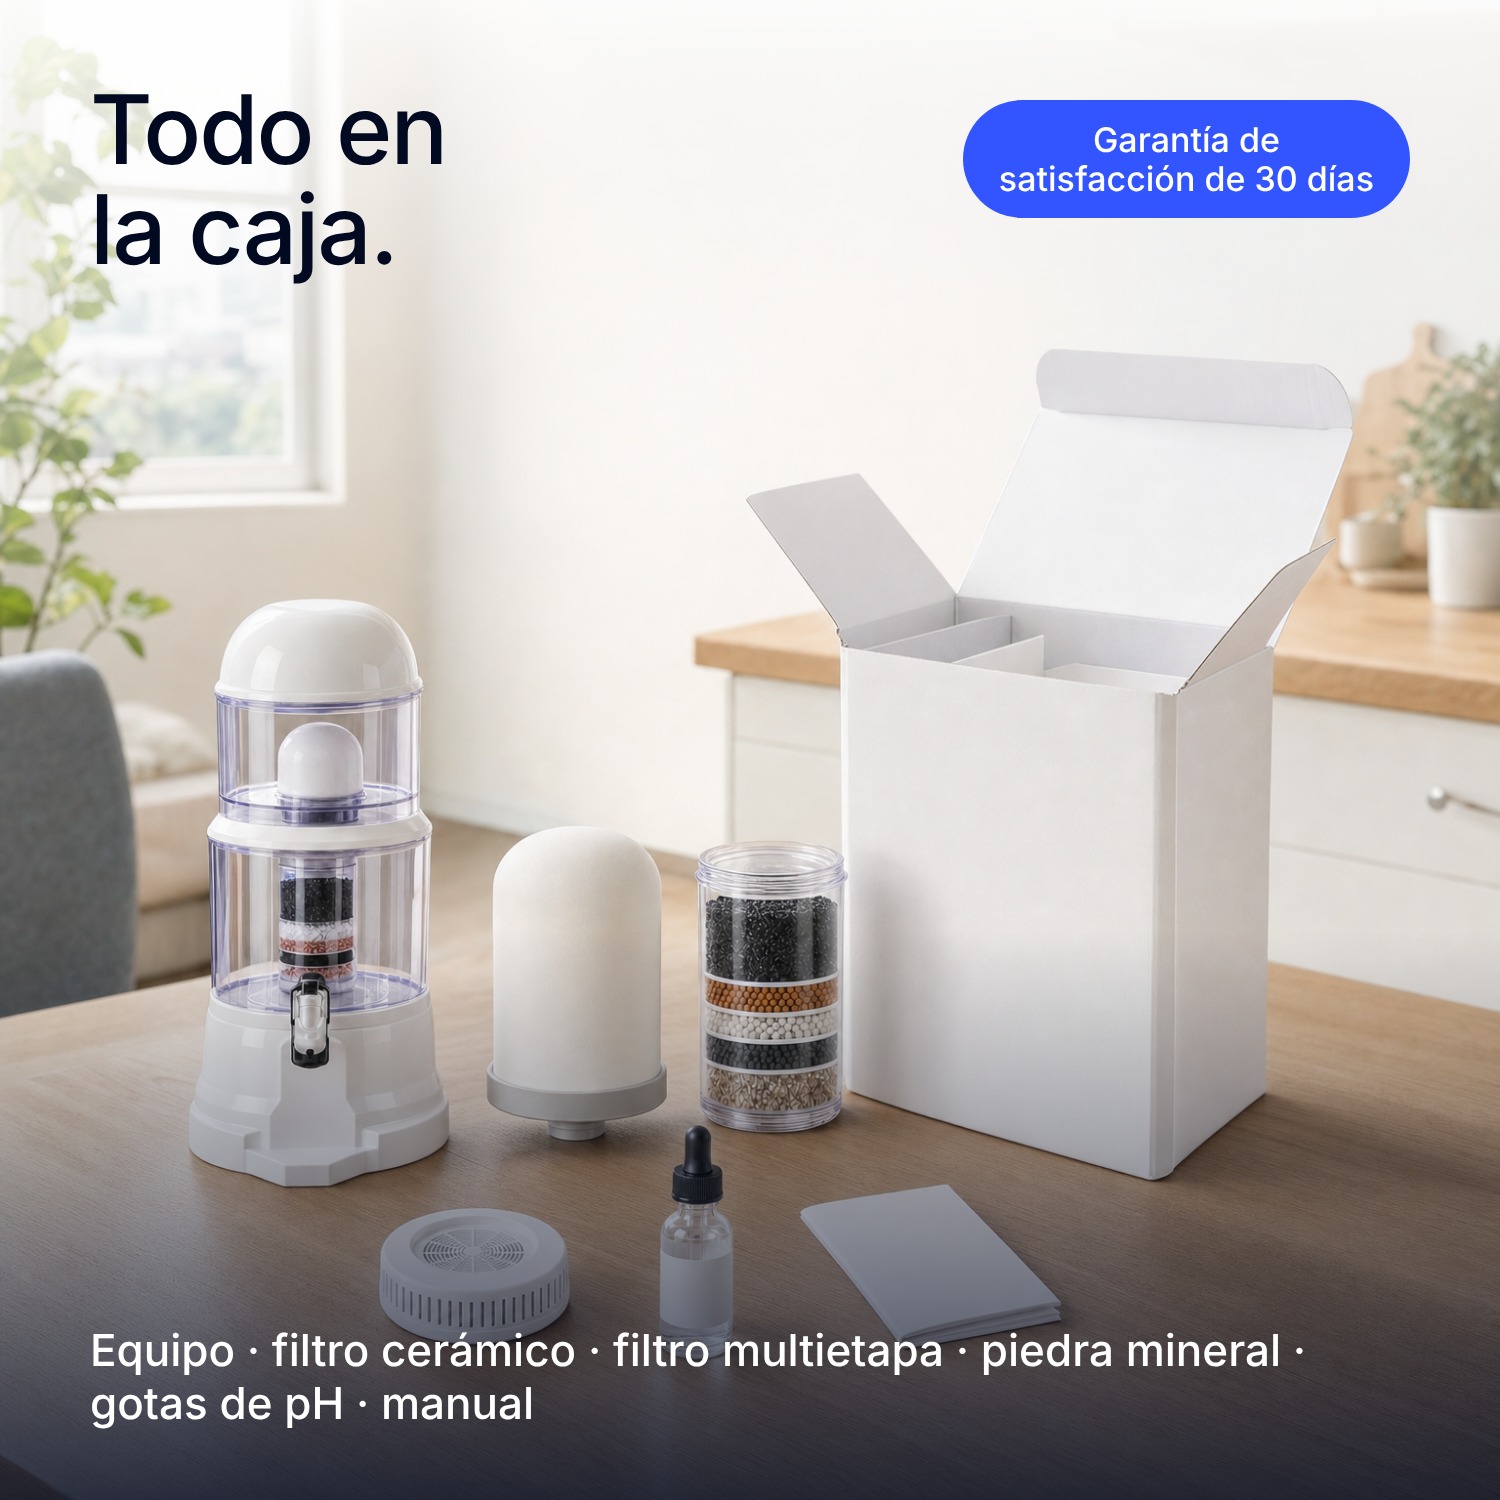 Todo en
la caja.
Garantía de
satisfacción de 30 días
Equipo · filtro cerámico · filtro multietapa · piedra mineral ·
gotas de pH · manual